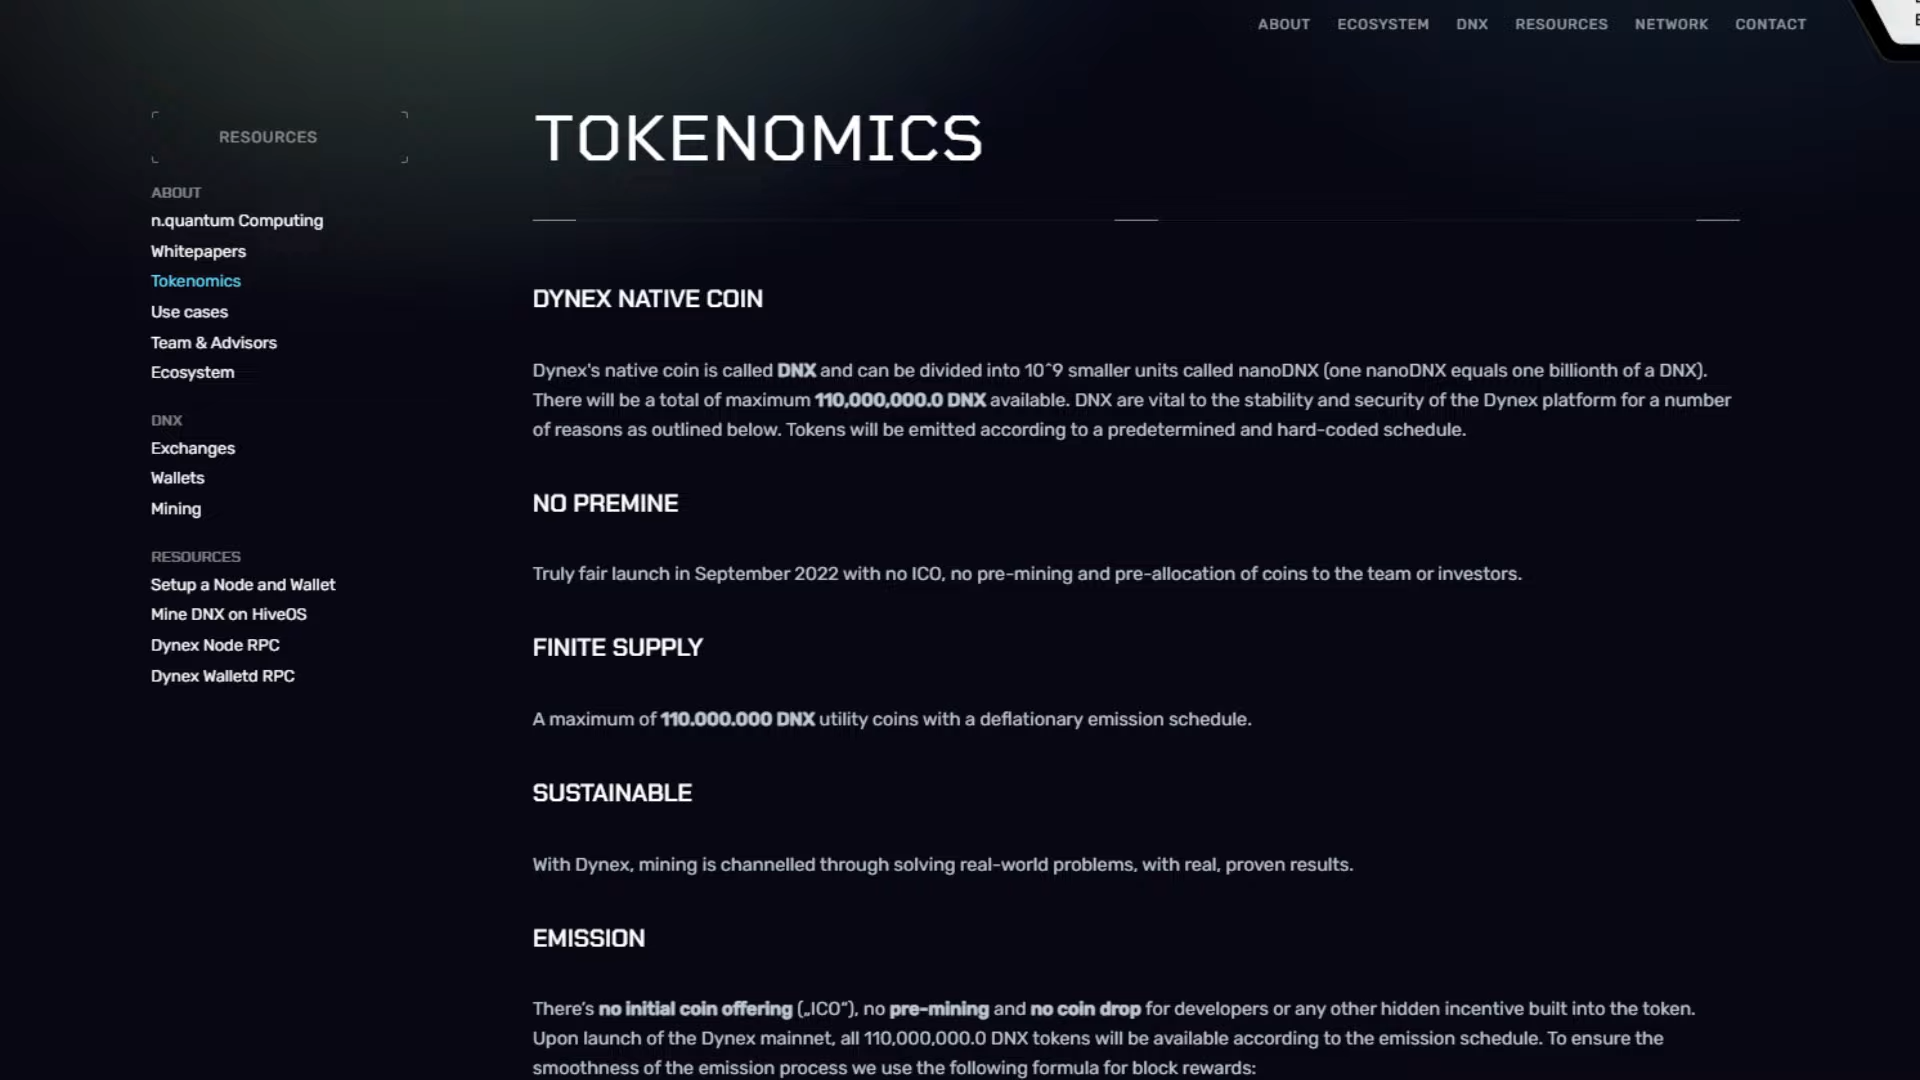 ABOUT ECOSYSTEM DNX RESOURCES NETWORK CONTACT
RESOURCES
ABOUT
n.quantum Computing
Whitepapers
Tokenomics
Use cases
Team & Advisors
Ecosystem
DNX
Exchanges
Wallets
Mining
RESOURCES
Setup a Node and Wallet
Mine DNX on HiveOS
Dynex Node RPC
Dynex Walletd RPC
TOKENOMICS
DYNEX NATIVE COIN
Dynex's native coin is called DNX and can be divided into 10^9 smaller units called nanoDNX (one nanoDNX equals one billionth of a DNX).
There will be a total of maximum 110,000,000.0 DNX available. DNX are vital to the stability and security of the Dynex platform for a number
of reasons as outlined below. Tokens will be emitted according to a predetermined and hard-coded schedule.
NO PREMINE
Truly fair launch in September 2022 with no ICO, no pre-mining and pre-allocation of coins to the team or investors.
FINITE SUPPLY
A maximum of 110.000.000 DNX utility coins with a deflationary emission schedule.
SUSTAINABLE
With Dynex, mining is channelled through solving real-world problems, with real, proven results.
EMISSION
There's no initial coin offering („ICO“), no pre-mining and no coin drop for developers or any other hidden incentive built into the token.
Upon launch of the Dynex mainnet, all 110,000,000.0 DNX tokens will be available according to the emission schedule. To ensure the
smoothness of the emission process we use the following formula for block rewards: